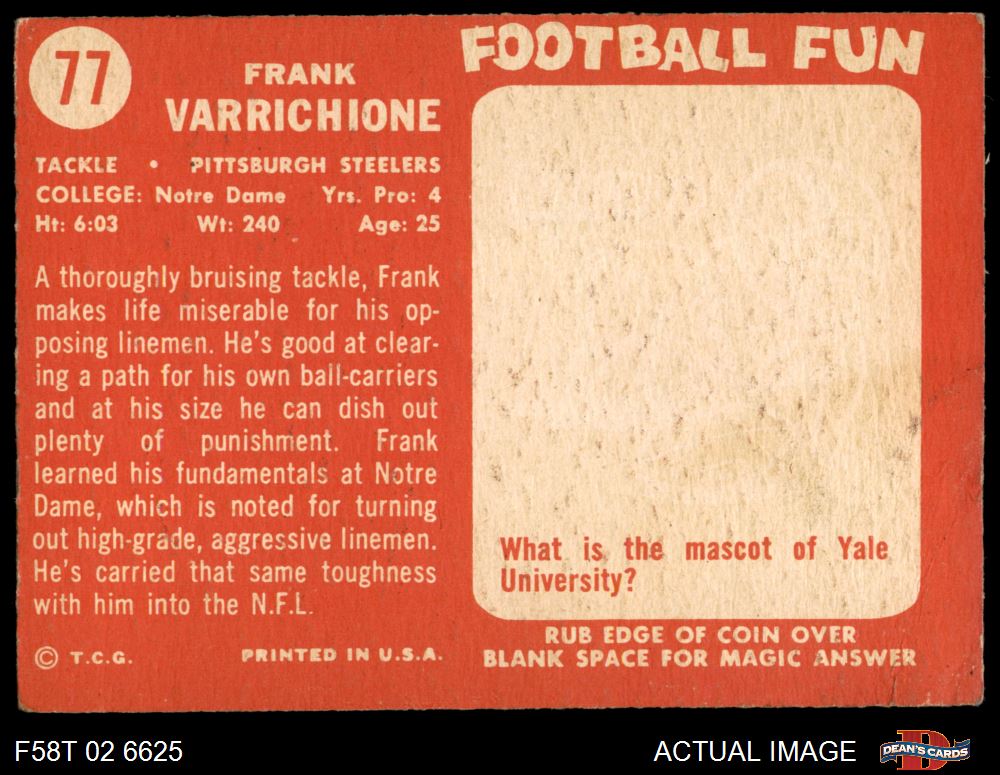 77
FRANK
VARRICHIONE
TACKLE • PITTSBURGH STEELERS
COLLEGE: Notre Dame Yrs. Pro: 4
Ht: 6:03 Wt: 240 Age: 25
A thoroughly bruising tackle, Frank
makes life miserable for his op-
posing linemen. He's good at clear-
ing a path for his own ball-carriers
and at his size he can dish out
plenty of punishment. Frank
learned his fundamentals at Notre
Dame, which is noted for turning
out high-grade, aggressive linemen.
He's carried that same toughness
with him into the N.F.L.
© T.C.G. PRINTED IN U.S.A.
FOOTBALL FUN
What is the mascot of Yale
University?
RUB EDGE OF COIN OVER
BLANK SPACE FOR MAGIC ANSWER
F58T 02 6625
ACTUAL IMAGE
D
DEAN'S CARDS